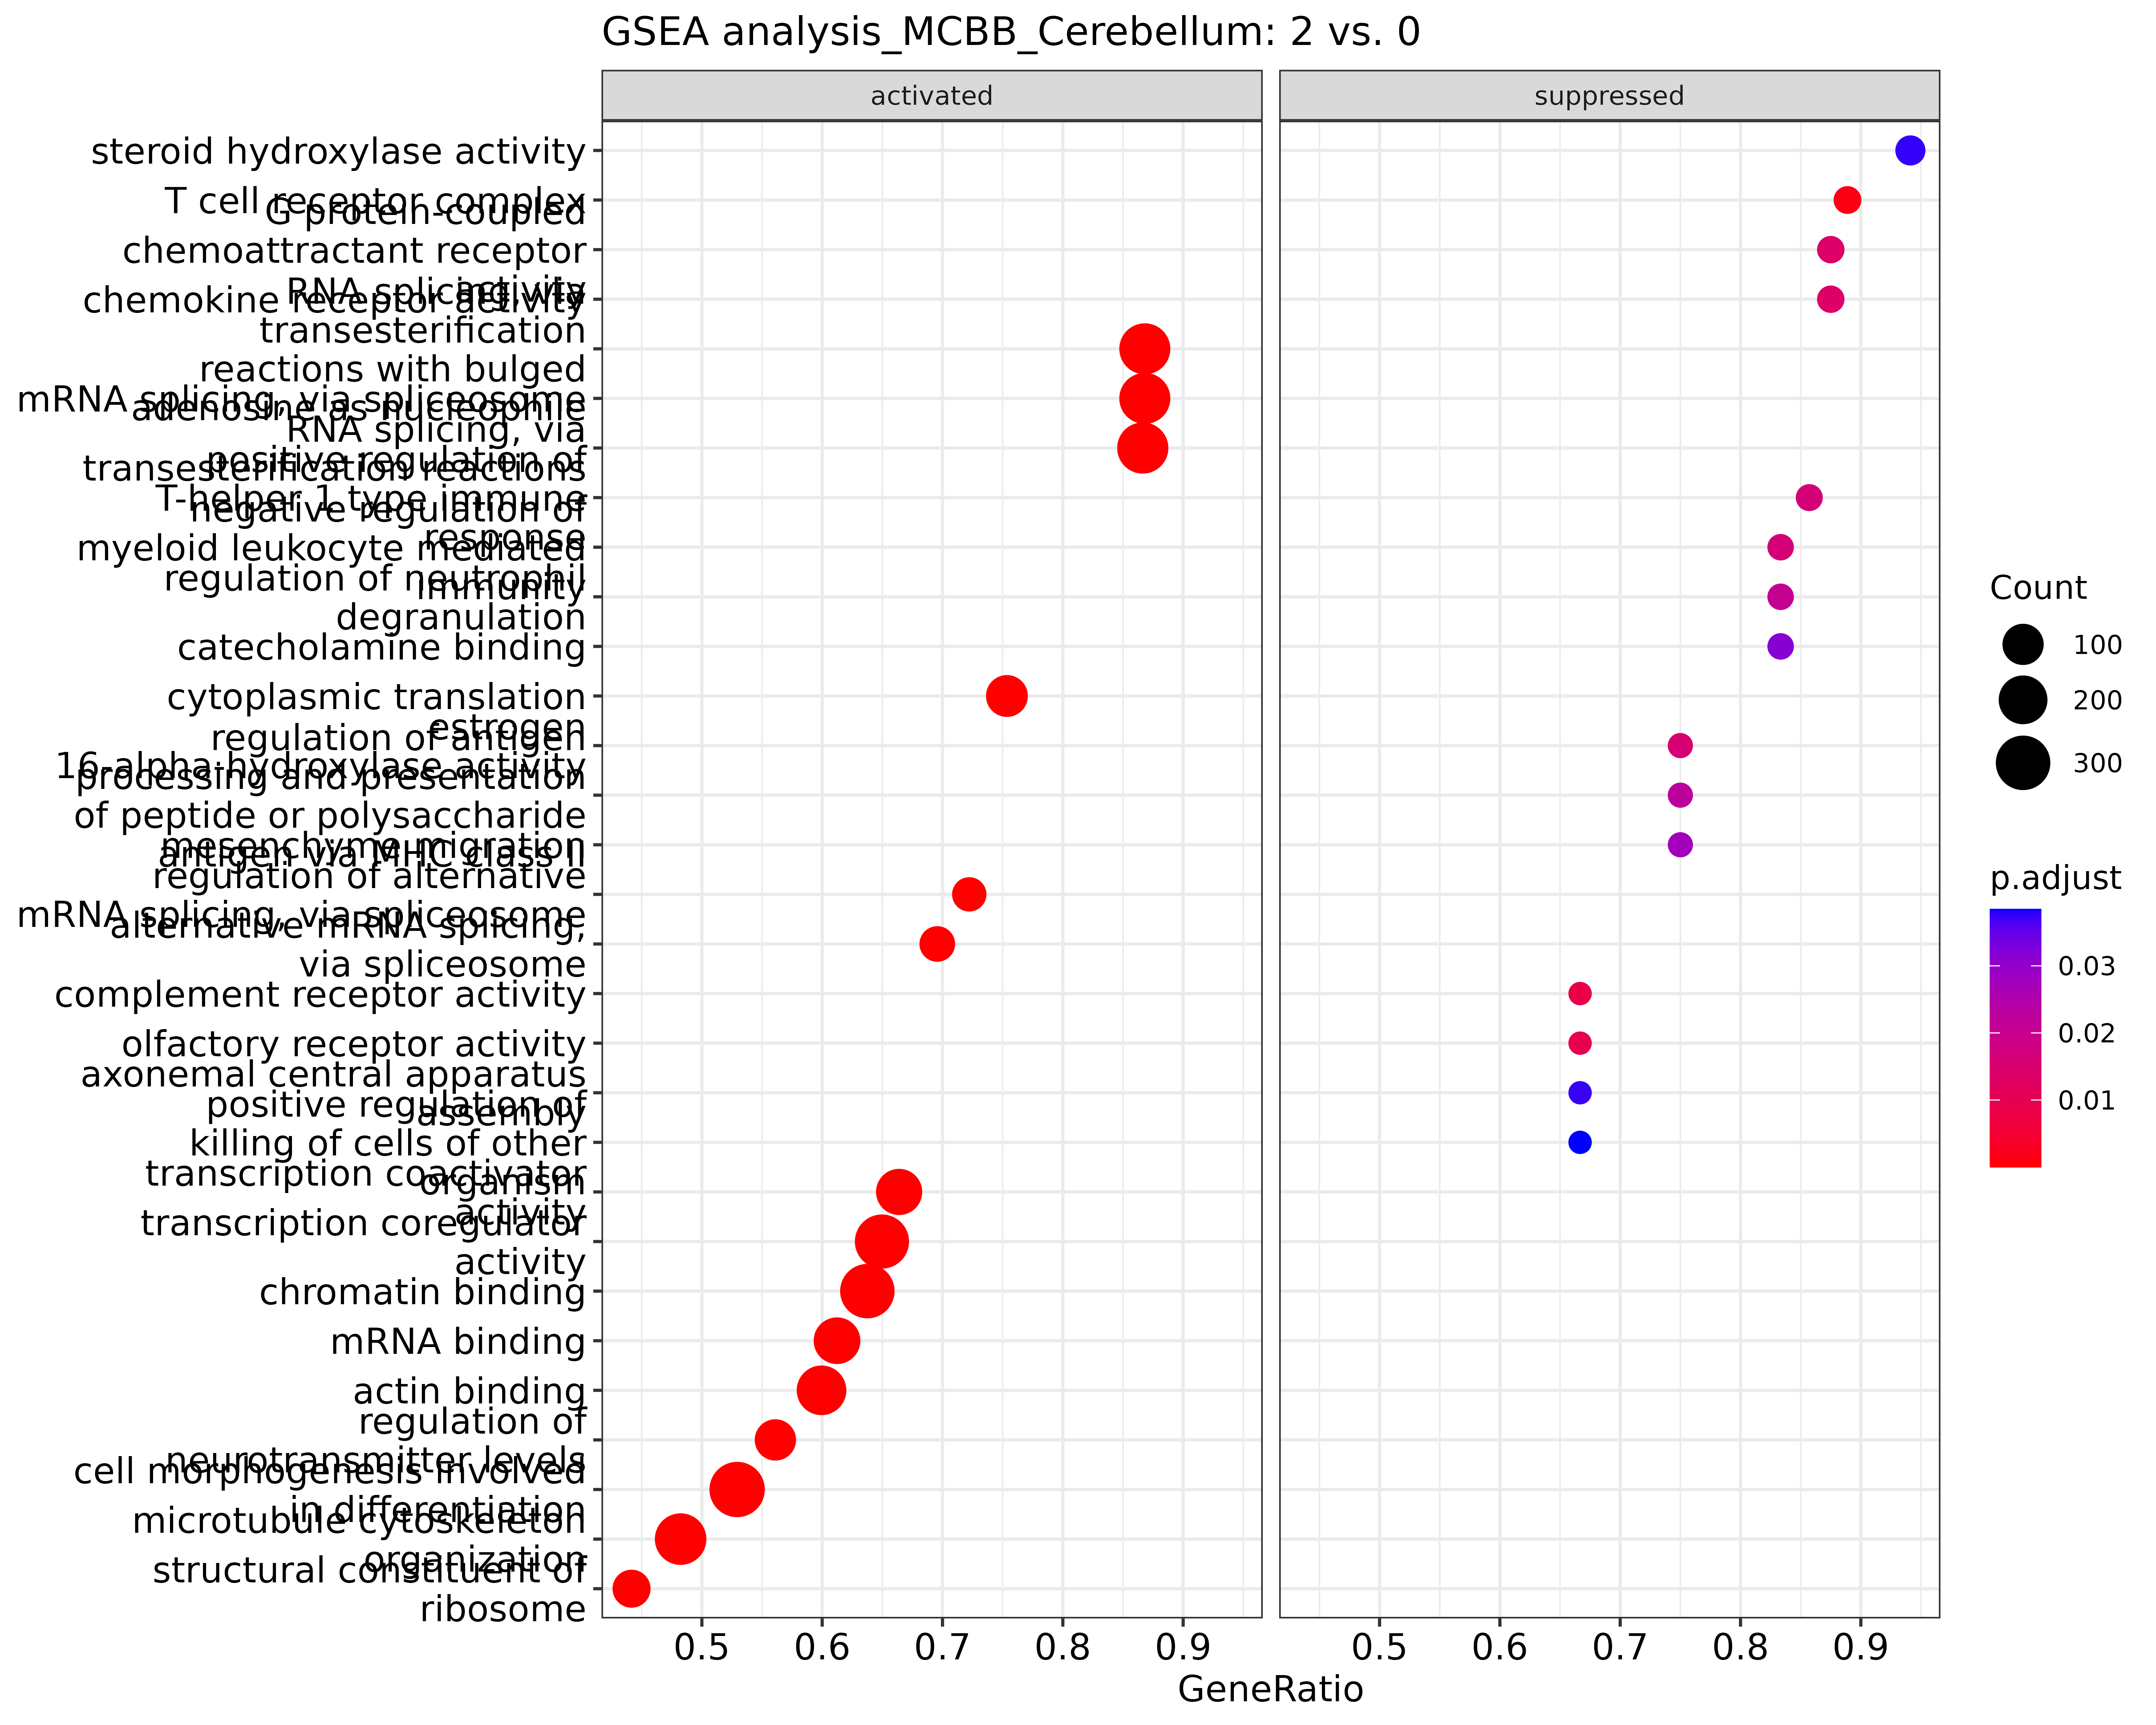 GSEA analysis_MCBB_Cerebellum: 2 vs. 0
activated
suppressed
steroid hydroxylase activity
T cell receptor complex
G protein-coupled
chemoattractant receptor
activity
chemokine receptor activity
RNA splicing, via
transesterification
reactions with bulged
adenosine as nucleophile
mRNA splicing, via spliceosome
RNA splicing, via
transesterification reactions
positive regulation of
T-helper 1 type immune
response
negative regulation of
myeloid leukocyte mediated
immunity
regulation of neutrophil
degranulation
catecholamine binding
cytoplasmic translation
estrogen
16-alpha-hydroxylase activity
regulation of antigen
processing and presentation
of peptide or polysaccharide
antigen via MHC class II
mesenchyme migration
regulation of alternative
mRNA splicing, via spliceosome
alternative mRNA splicing,
via spliceosome
complement receptor activity
olfactory receptor activity
axonemal central apparatus
assembly
positive regulation of
killing of cells of other
organism
transcription coactivator
activity
transcription coregulator
activity
chromatin binding
mRNA binding
actin binding
regulation of
neurotransmitter levels
cell morphogenesis involved
in differentiation
microtubule cytoskeleton
organization
structural constituent of
ribosome
0.5 0.6 0.7 0.8 0.9
0.5 0.6 0.7 0.8 0.9
GeneRatio
Count
100
200
300
p.adjust
0.03
0.02
0.01